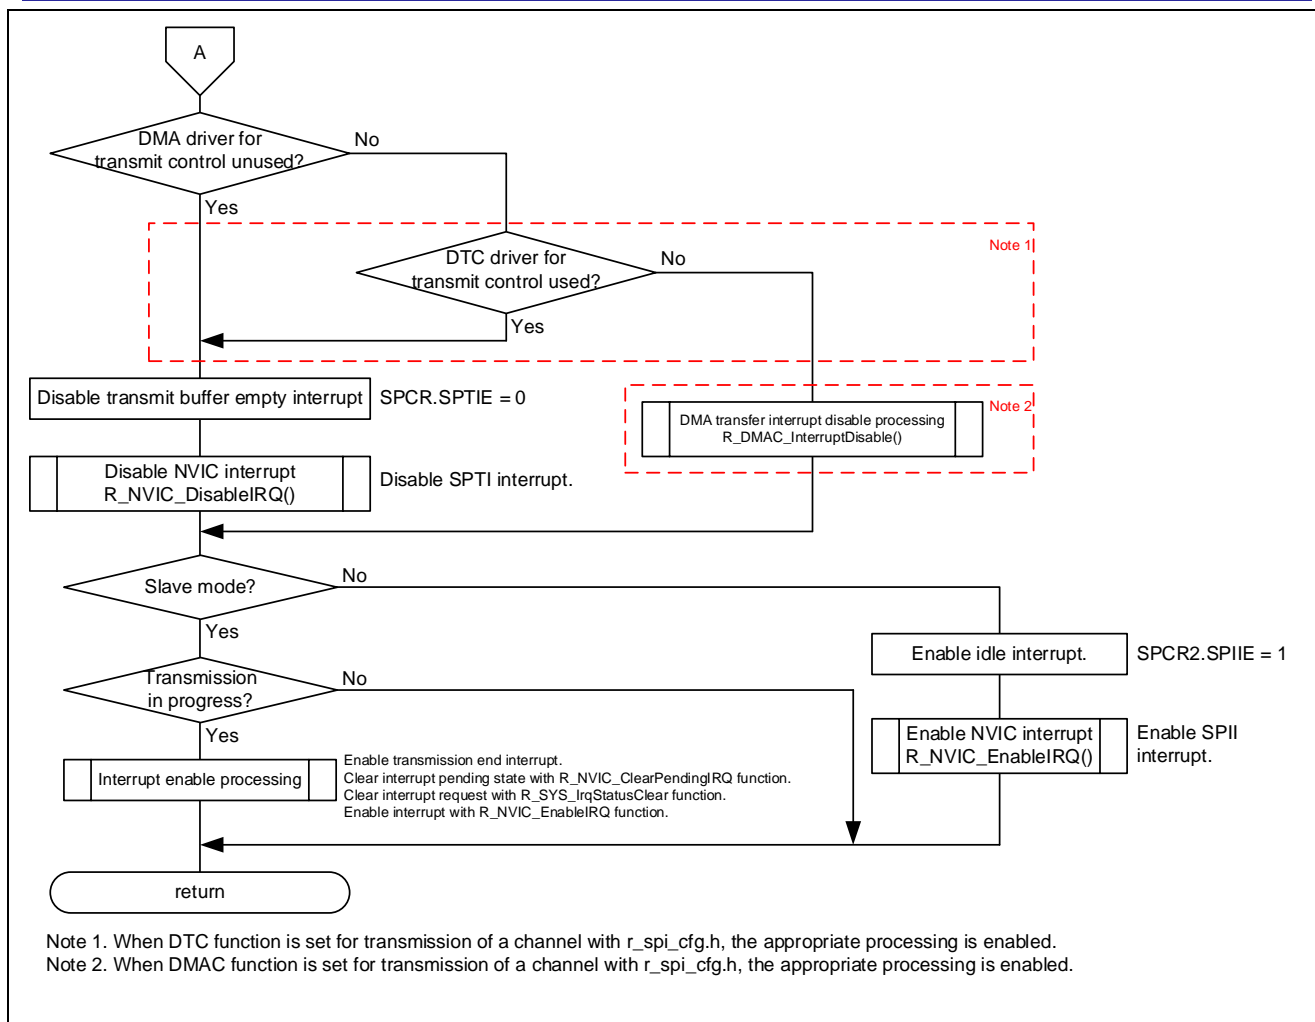 A
DMA driver for
transmit control unused?
No
Yes
Note 1
DTC driver for
transmit control used?
No
Yes
Disable transmit buffer empty interrupt
SPCR.SPTIE = 0
Note 2
DMA transfer interrupt disable processing
R_DMAC_InterruptDisable()
Disable NVIC interrupt
R_NVIC_DisableIRQ()
Disable SPTI interrupt.
Slave mode?
No
Yes
Enable idle interrupt.
SPCR2.SPIIE = 1
Transmission
in progress?
No
Yes
Enable NVIC interrupt
R_NVIC_EnableIRQ()
Enable SPII
interrupt.
Interrupt enable processing
Enable transmission end interrupt.
Clear interrupt pending state with R_NVIC_ClearPendingIRQ function.
Clear interrupt request with R_SYS_IrqStatusClear function.
Enable interrupt with R_NVIC_EnableIRQ function.
return
Note 1. When DTC function is set for transmission of a channel with r_spi_cfg.h, the appropriate processing is enabled.
Note 2. When DMAC function is set for transmission of a channel with r_spi_cfg.h, the appropriate processing is enabled.